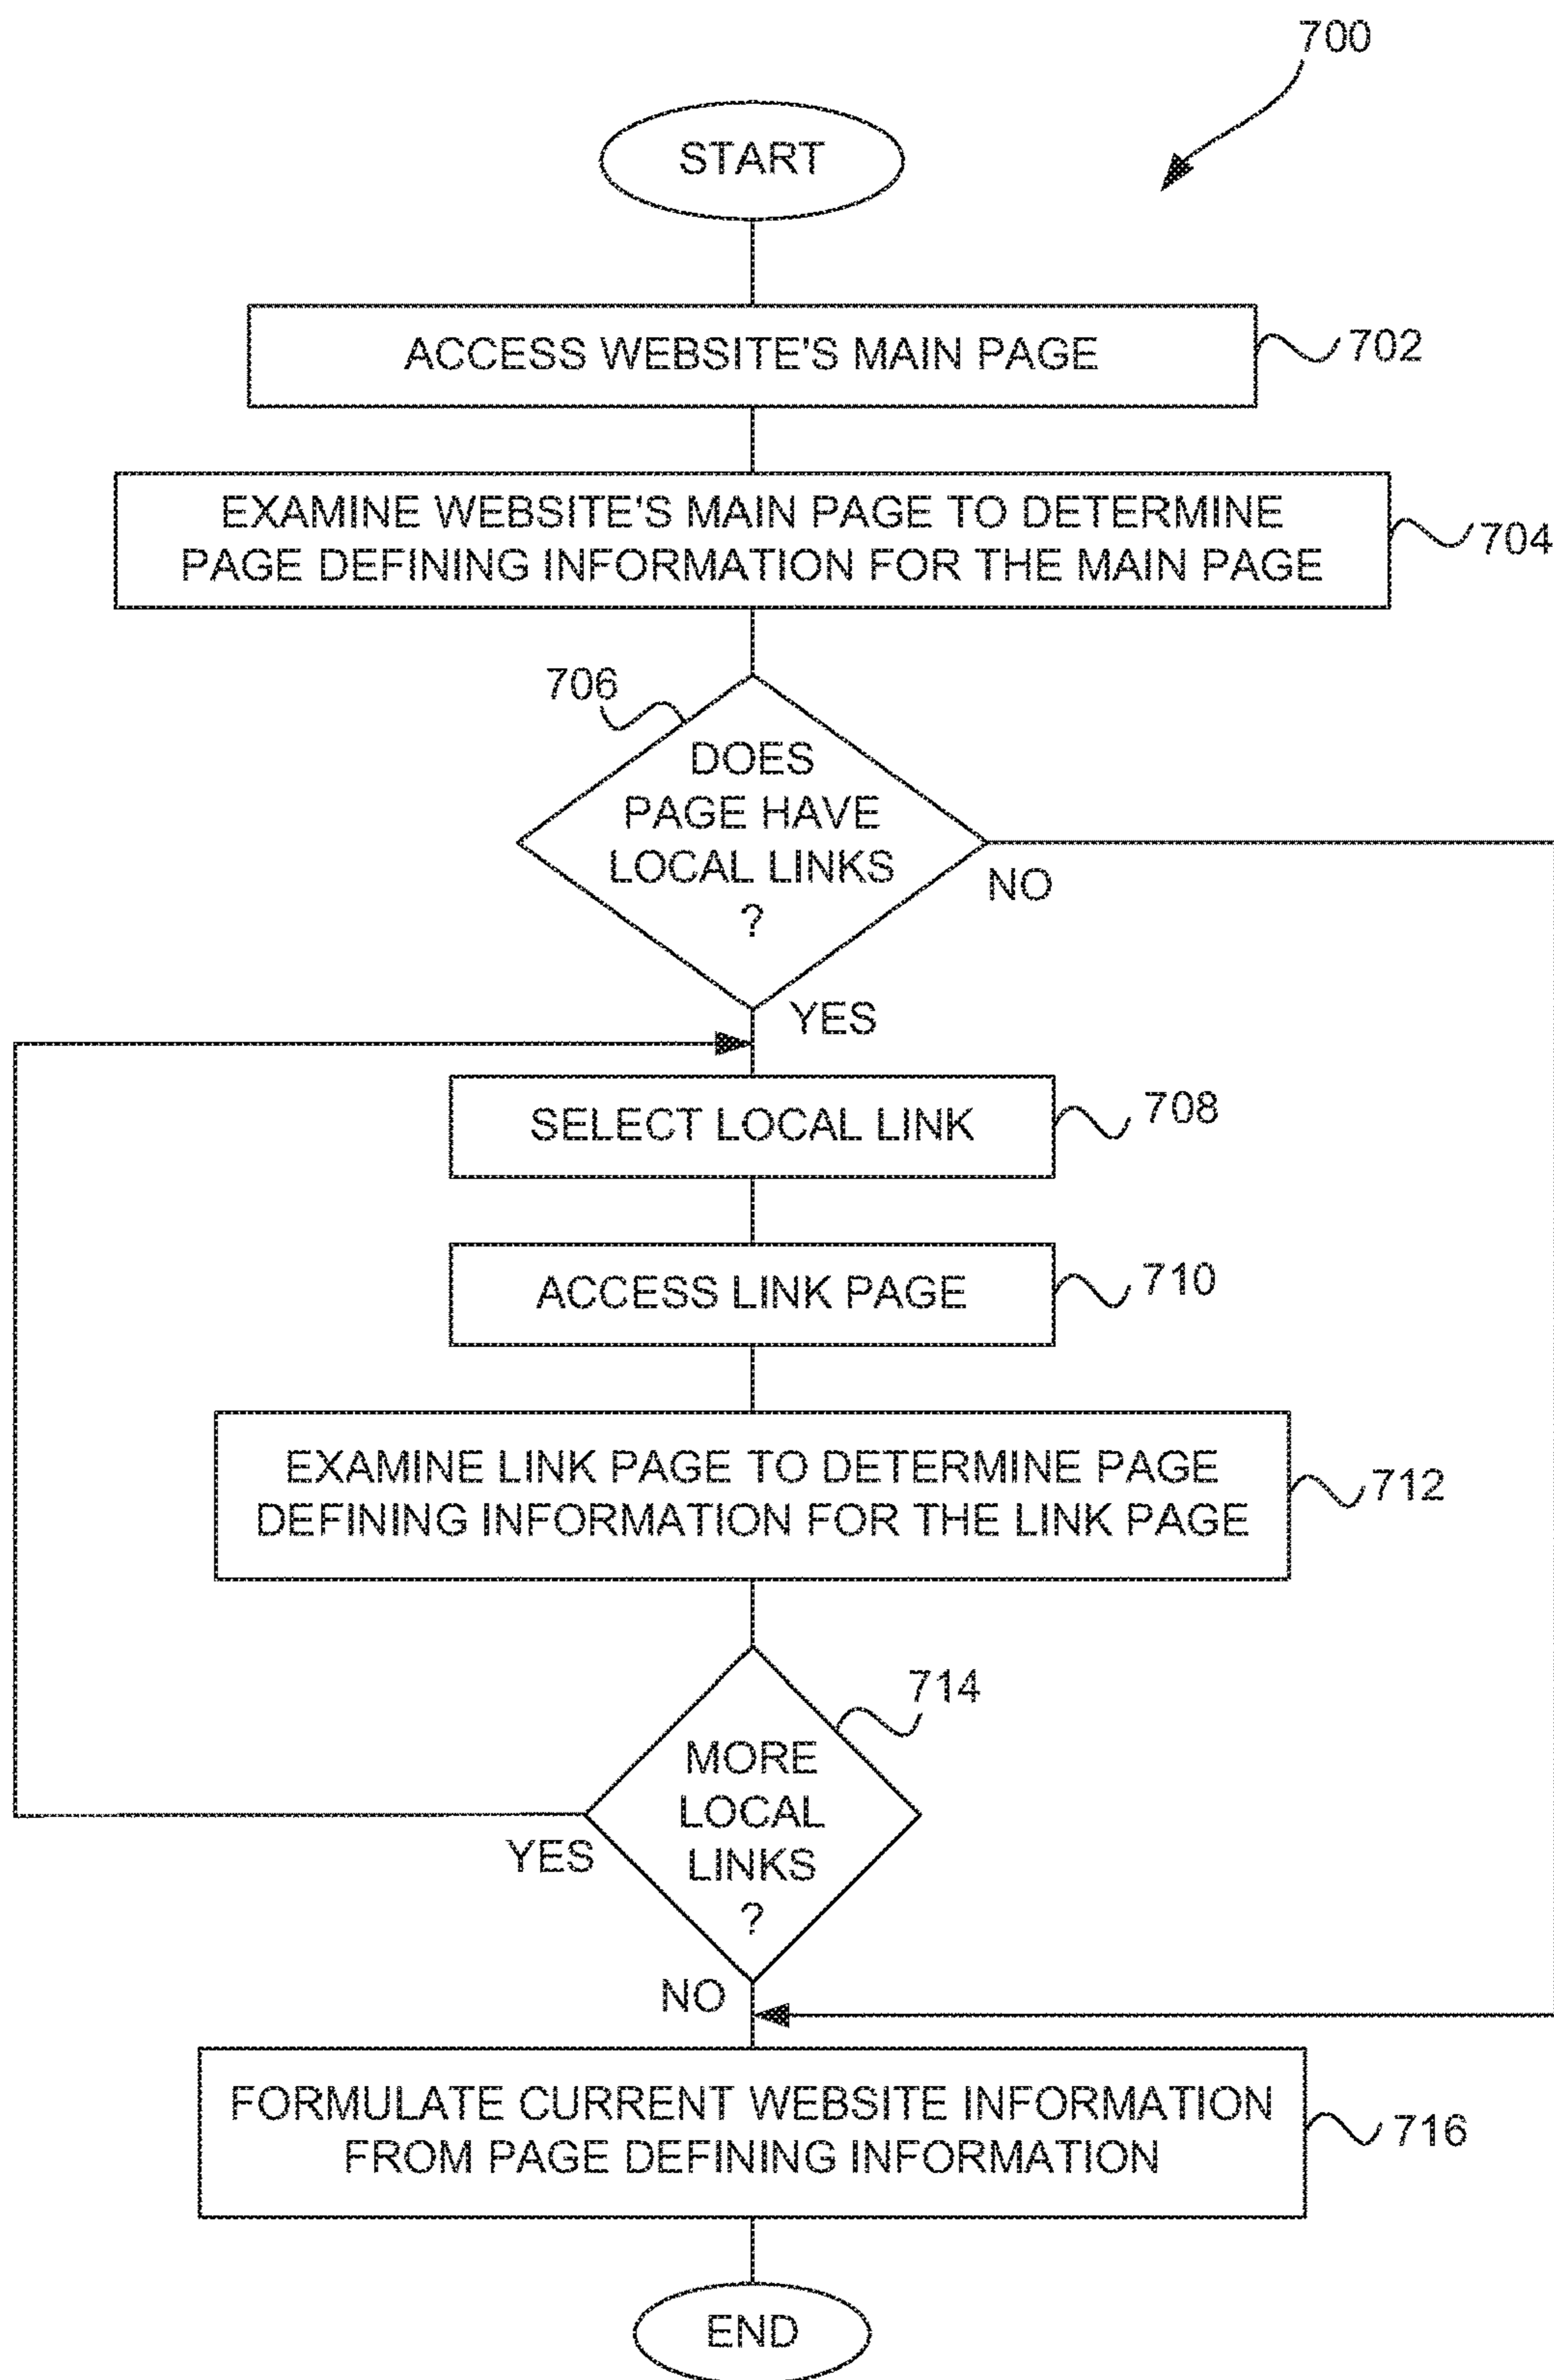 700
START
ACCESS WEBSITE'S MAIN PAGE
702
EXAMINE WEBSITE'S MAIN PAGE TO DETERMINE
PAGE DEFINING INFORMATION FOR THE MAIN PAGE
704
706
DOES
PAGE HAVE
LOCAL LINKS
?
NO
YES
SELECT LOCAL LINK
708
ACCESS LINK PAGE
710
EXAMINE LINK PAGE TO DETERMINE PAGE
DEFINING INFORMATION FOR THE LINK PAGE
712
714
MORE
LOCAL
LINKS
?
YES
NO
FORMULATE CURRENT WEBSITE INFORMATION
FROM PAGE DEFINING INFORMATION
716
END